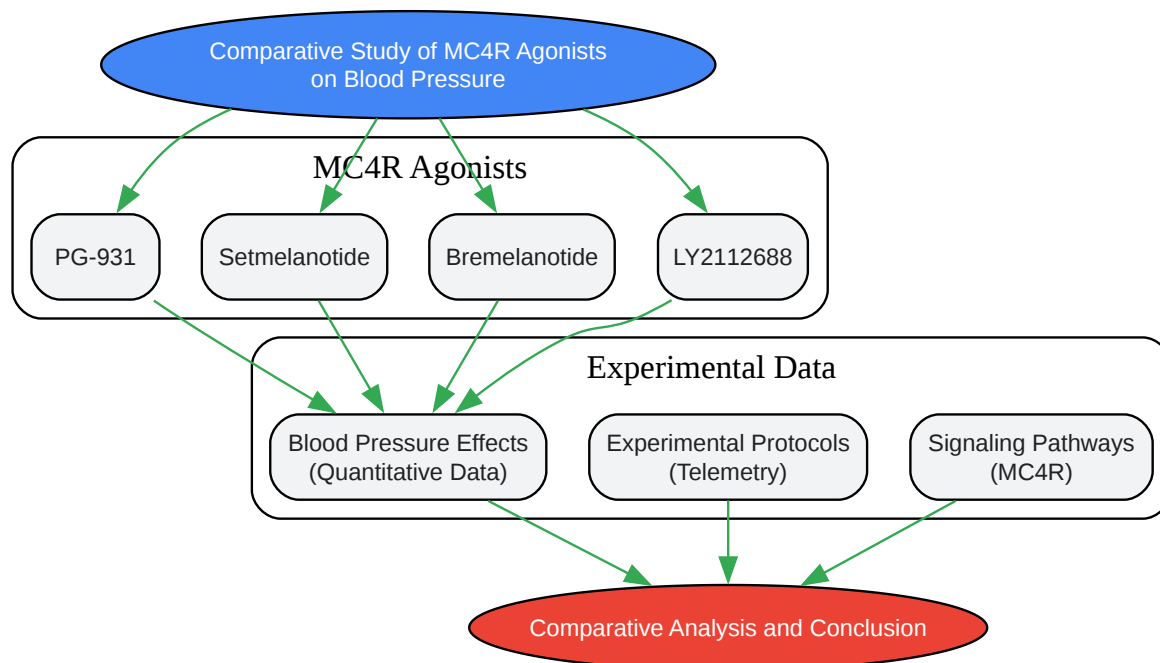 Comparative Study of MC4R Agonists
on Blood Pressure
MC4R Agonists
PG-931
Setmelanotide
Bremelanotide
LY2112688
Experimental Data
Blood Pressure Effects
(Quantitative Data)
Experimental Protocols
(Telemetry)
Signaling Pathways
(MC4R)
Comparative Analysis and Conclusion